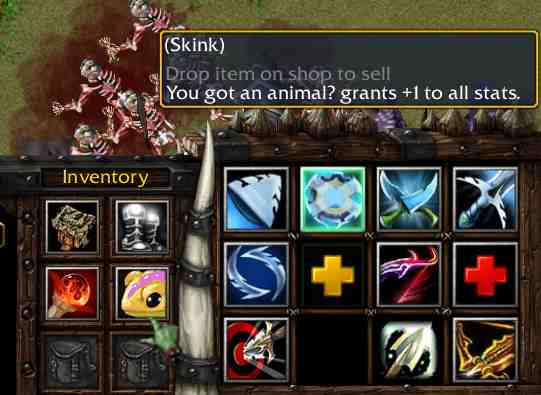 (Skink)
Drop item on shop to sell
You got an animal? grants +1 to all stats.
Inventory